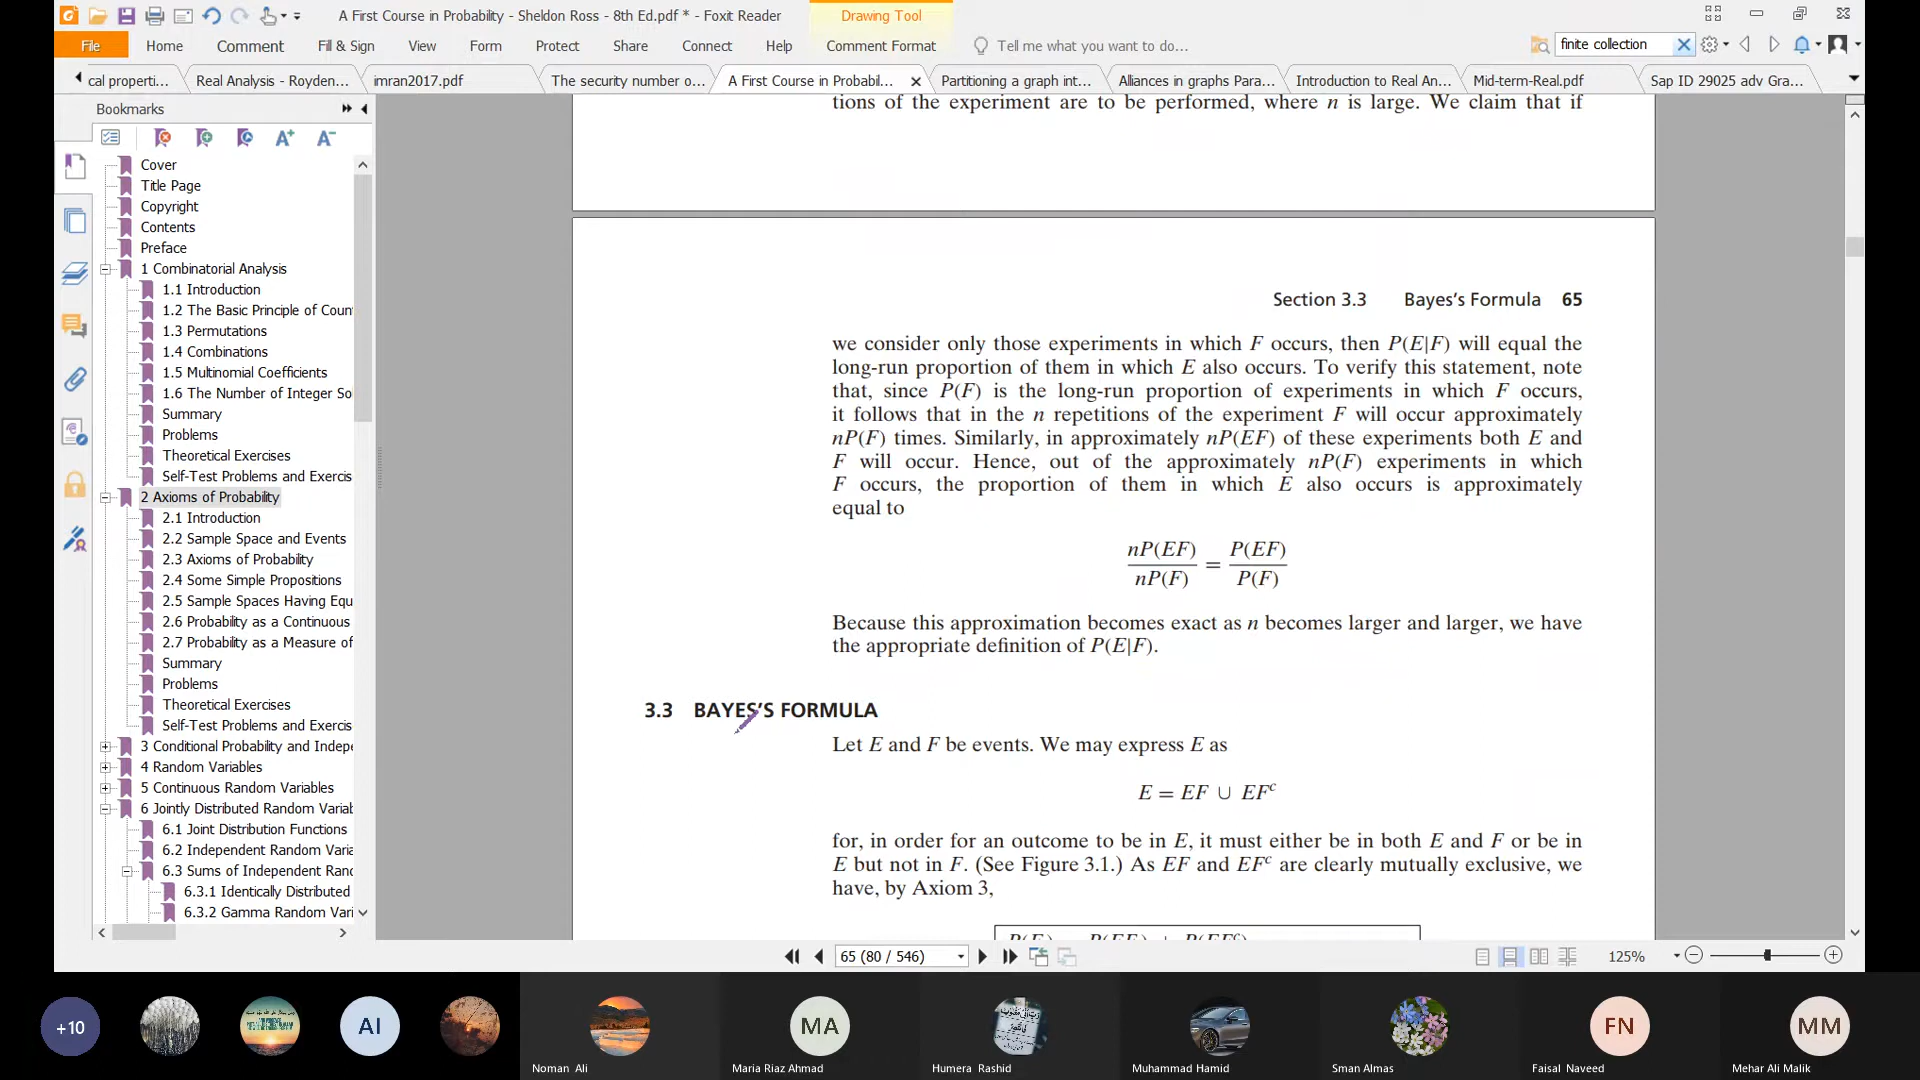 A First Course in Probability - Sheldon Ross - 8th Ed.pdf * - Foxit Reader
Drawing Tool
File
Home
Comment
Fill & Sign
View
Form
Protect
Share
Connect
Help
Comment Format
Tell me what you want to do...
finite collection
cal properti...
Real Analysis - Royden...
imran2017.pdf
The security number o...
A First Course in Probabil...
Partitioning a graph int...
Alliances in graphs Para...
Introduction to Real An...
Mid-term-Real.pdf
Sap ID 29025 adv Gra...
Bookmarks
Cover
Title Page
Copyright
Contents
Preface
1 Combinatorial Analysis
1.1 Introduction
1.2 The Basic Principle of Coun
1.3 Permutations
1.4 Combinations
1.5 Multinomial Coefficients
1.6 The Number of Integer So
Summary
Problems
Theoretical Exercises
Self-Test Problems and Exercis
2 Axioms of Probability
2.1 Introduction
2.2 Sample Space and Events
2.3 Axioms of Probability
2.4 Some Simple Propositions
2.5 Sample Spaces Having Equ
2.6 Probability as a Continuous
2.7 Probability as a Measure of
Summary
Problems
Theoretical Exercises
Self-Test Problems and Exercis
3 Conditional Probability and Indepe
4 Random Variables
5 Continuous Random Variables
6 Jointly Distributed Random Variab
6.1 Joint Distribution Functions
6.2 Independent Random Varia
6.3 Sums of Independent Ranc
6.3.1 Identically Distributed
6.3.2 Gamma Random Vari
tions of the experiment are to be performed, where n is large. We claim that if
Section 3.3 Bayes's Formula 65
we consider only those experiments in which F occurs, then P(E|F) will equal the
long-run proportion of them in which E also occurs. To verify this statement, note
that, since P(F) is the long-run proportion of experiments in which F occurs,
it follows that in the n repetitions of the experiment F will occur approximately
nP(F) times. Similarly, in approximately nP(EF) of these experiments both E and
F will occur. Hence, out of the approximately nP(F) experiments in which
F occurs, the proportion of them in which E also occurs is approximately
equal to
nP(EF)/nP(F) = P(EF)/P(F)
Because this approximation becomes exact as n becomes larger and larger, we have
the appropriate definition of P(E|F).
3.3 BAYES'S FORMULA
Let E and F be events. We may express E as
E = EF ∪ EFᶜ
for, in order for an outcome to be in E, it must either be in both E and F or be in
E but not in F. (See Figure 3.1.) As EF and EFᶜ are clearly mutually exclusive, we
have, by Axiom 3,
65 (80 / 546)
125%
+10
AI
MA
FN
MM
Noman Ali
Maria Riaz Ahmad
Humera Rashid
Muhammad Hamid
Sman Almas
Faisal Naveed
Mehar Ali Malik